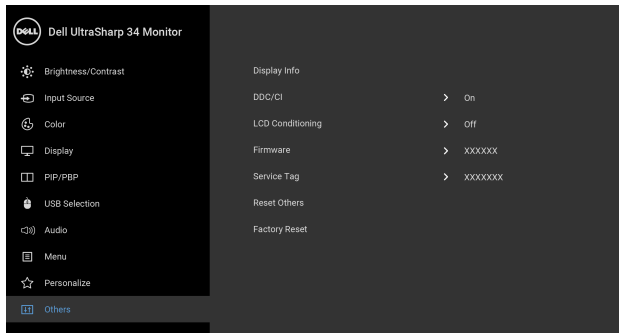 DELL Dell UltraSharp 34 Monitor
Brightness/Contrast
Input Source
Color
Display
PIP/PBP
USB Selection
Audio
Menu
Personalize
Others
Display Info
DDC/CI > On
LCD Conditioning > Off
Firmware > XXXXXX
Service Tag > XXXXXXX
Reset Others
Factory Reset